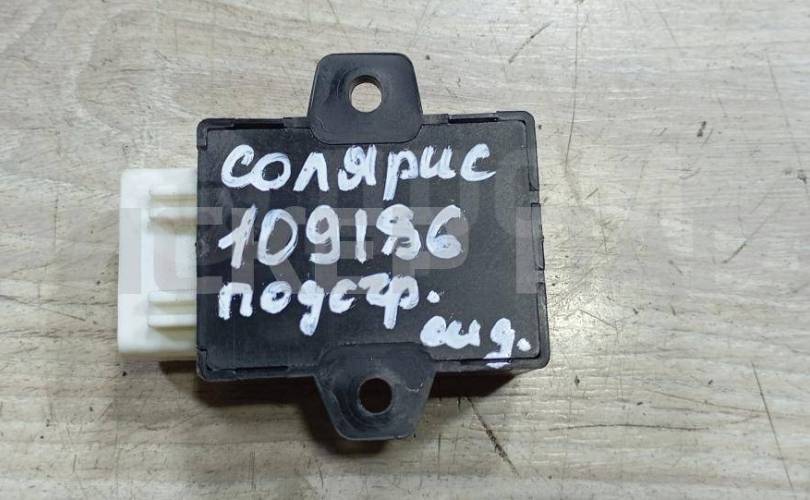 солярис
109186
подогр.
сид.